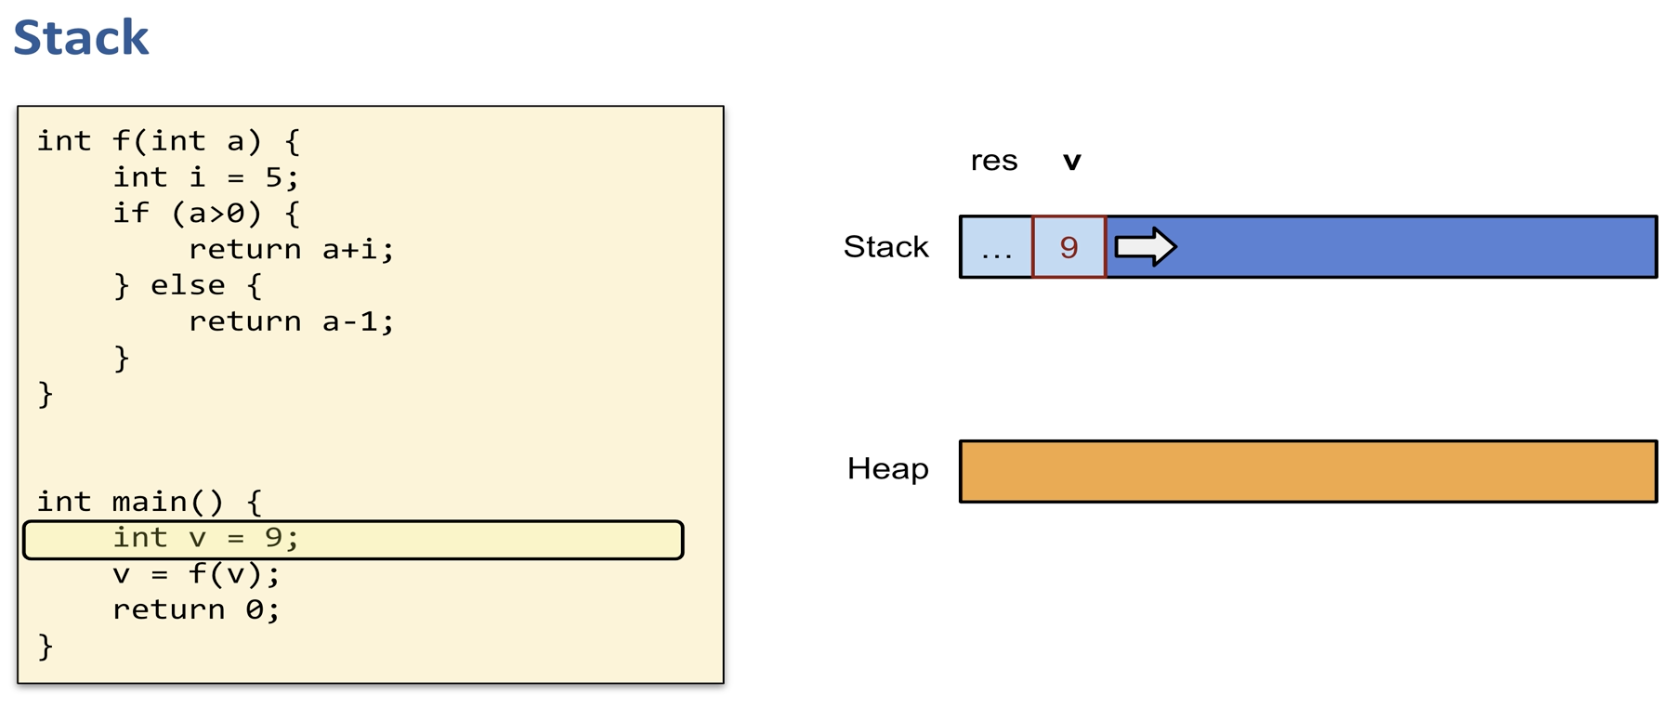 Stack
int f(int a) {
    int i = 5;
    if (a>0) {
        return a+i;
    } else {
        return a-1;
    }
}
int main() {
    int v = 9;
    v = f(v);
    return 0;
}
res v
Stack ... 9
Heap